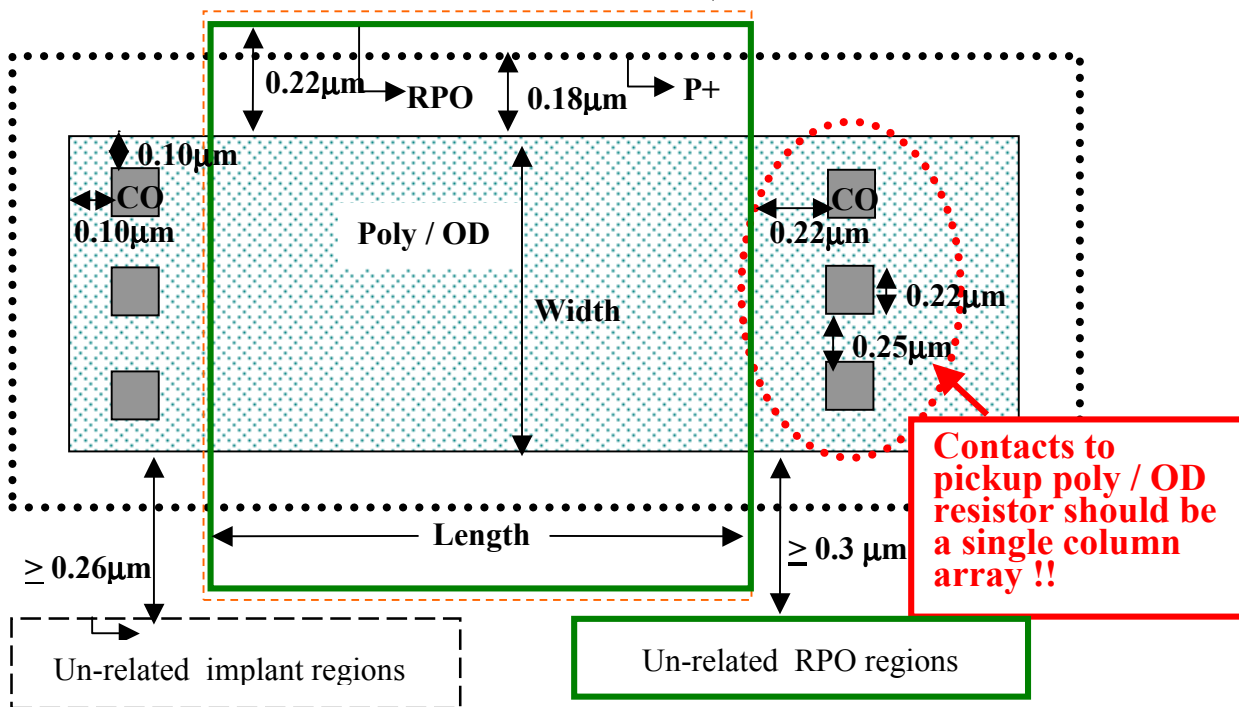 0.22μm
RPO
0.18μm
P+
0.10μm
CO
0.10μm
Poly / OD
CO
0.22μm
Width
0.22μm
0.25μm
Contacts to
pickup poly / OD
resistor should be
a single column
array !!
Length
≥ 0.26μm
≥ 0.3 μm
Un-related implant regions
Un-related RPO regions